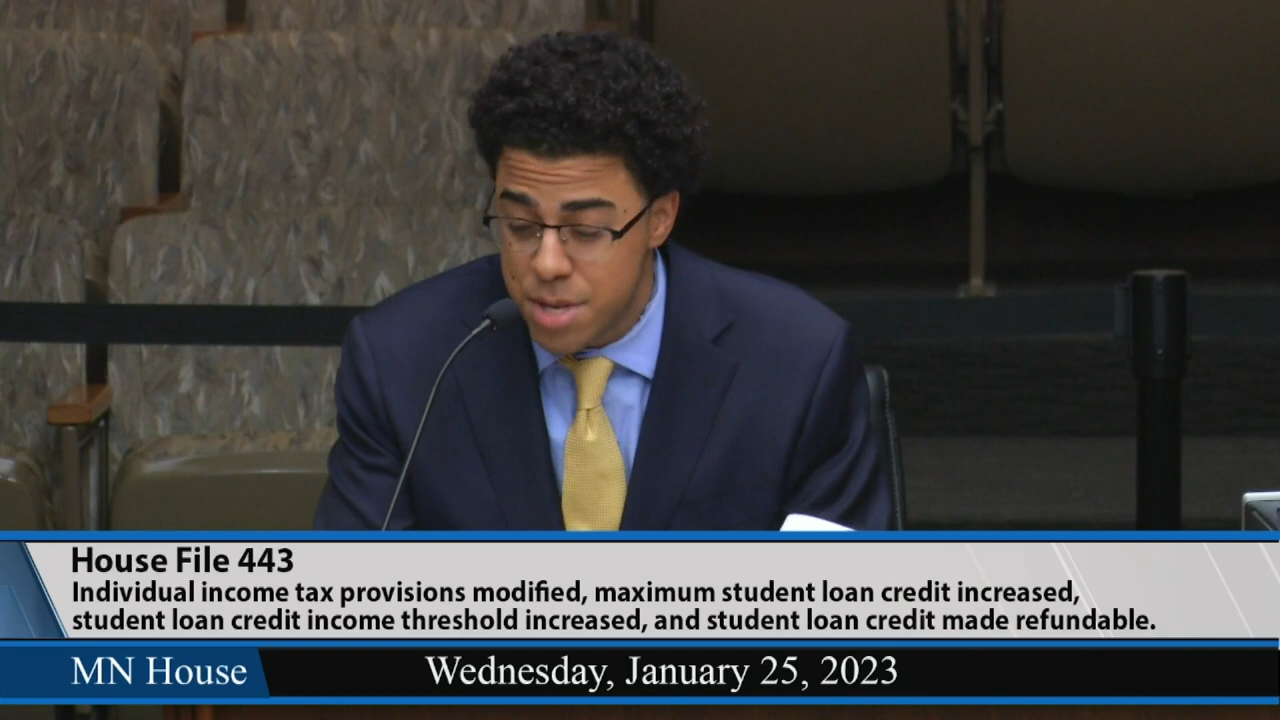 House File 443
Individual income tax provisions modified, maximum student loan credit increased,
student loan credit income threshold increased, and student loan credit made refundable.
MN House
Wednesday, January 25, 2023